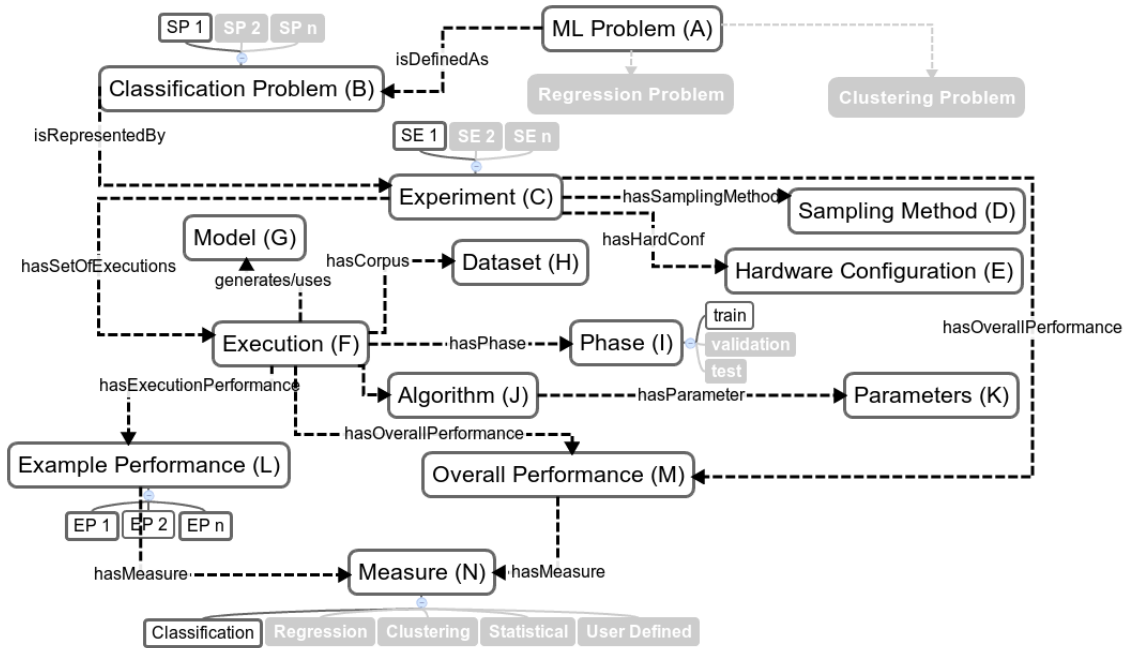 SP 1 SP 2 SP n
ML Problem (A)
isDefinedAs
Classification Problem (B)
Regression Problem
Clustering Problem
isRepresentedBy
SE 1 SE 2 SE n
Experiment (C)
hasSamplingMethod
Sampling Method (D)
Model (G)
hasHardConf
hasSetOfExecutions
hasCorpus
Dataset (H)
Hardware Configuration (E)
generates/uses
train
hasOverallPerformance
Execution (F)
hasPhase
Phase (I)
validation
test
hasExecutionPerformance
Algorithm (J)
hasParameter
Parameters (K)
hasOverallPerformance
Example Performance (L)
Overall Performance (M)
EP 1 EP 2 EP n
hasMeasure
Measure (N)
hasMeasure
Classification Regression Clustering Statistical User Defined